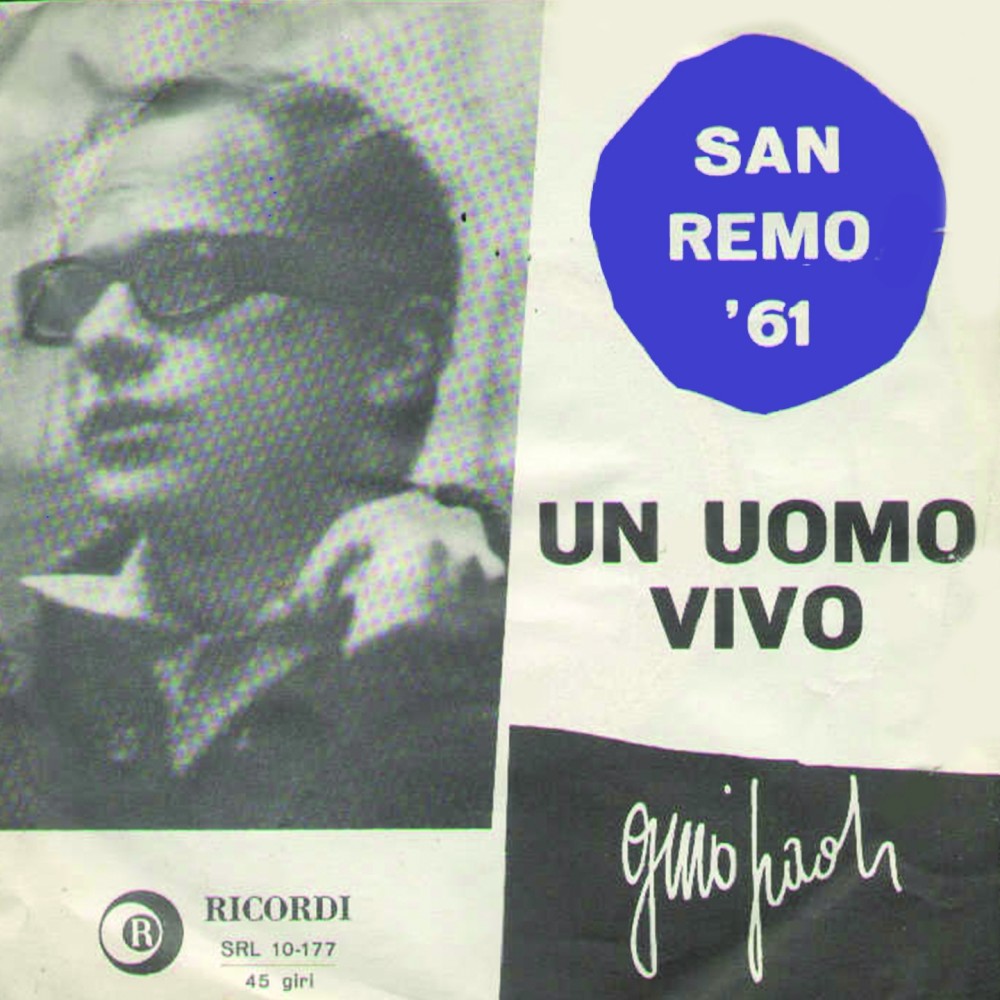 SAN
REMO
'61
UN UOMO
VIVO
gino paoli
R
RICORDI
SRL 10-177
45 giri